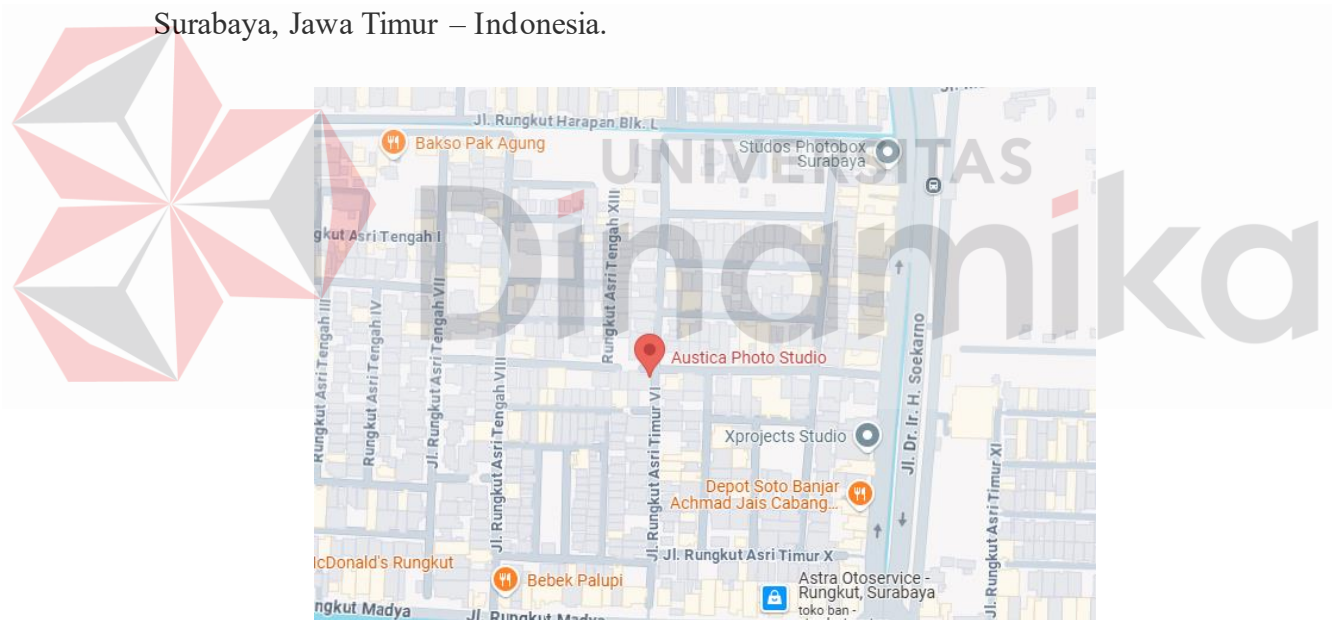 Surabaya, Jawa Timur – Indonesia.
Jl. Rungkut Harapan Blk. L
Bakso Pak Agung
Studos Photobox
Surabaya
UNIVERSITAS
Dinamika
gkut Asri Tengah I
Rungkut Asri Tengah XIII
Rungkut Asri Tengah III
Rungkut Asri Tengah IV
Jl. Rungkut Asri Tengah VII
Jl. Rungkut Asri Tengah VIII
Austica Photo Studio
Jl. Dr. Ir. H. Soekarno
Jl. Rungkut Asri Timur VI
Xprojects Studio
Depot Soto Banjar
Achmad Jais Cabang...
Jl. Rungkut Asri Timur XI
Jl. Rungkut Asri Timur X
cDonald's Rungkut
Bebek Palupi
Astra Otoservice -
Rungkut, Surabaya
toko ban -
ngkut Madya
Jl. Rungkut Madya